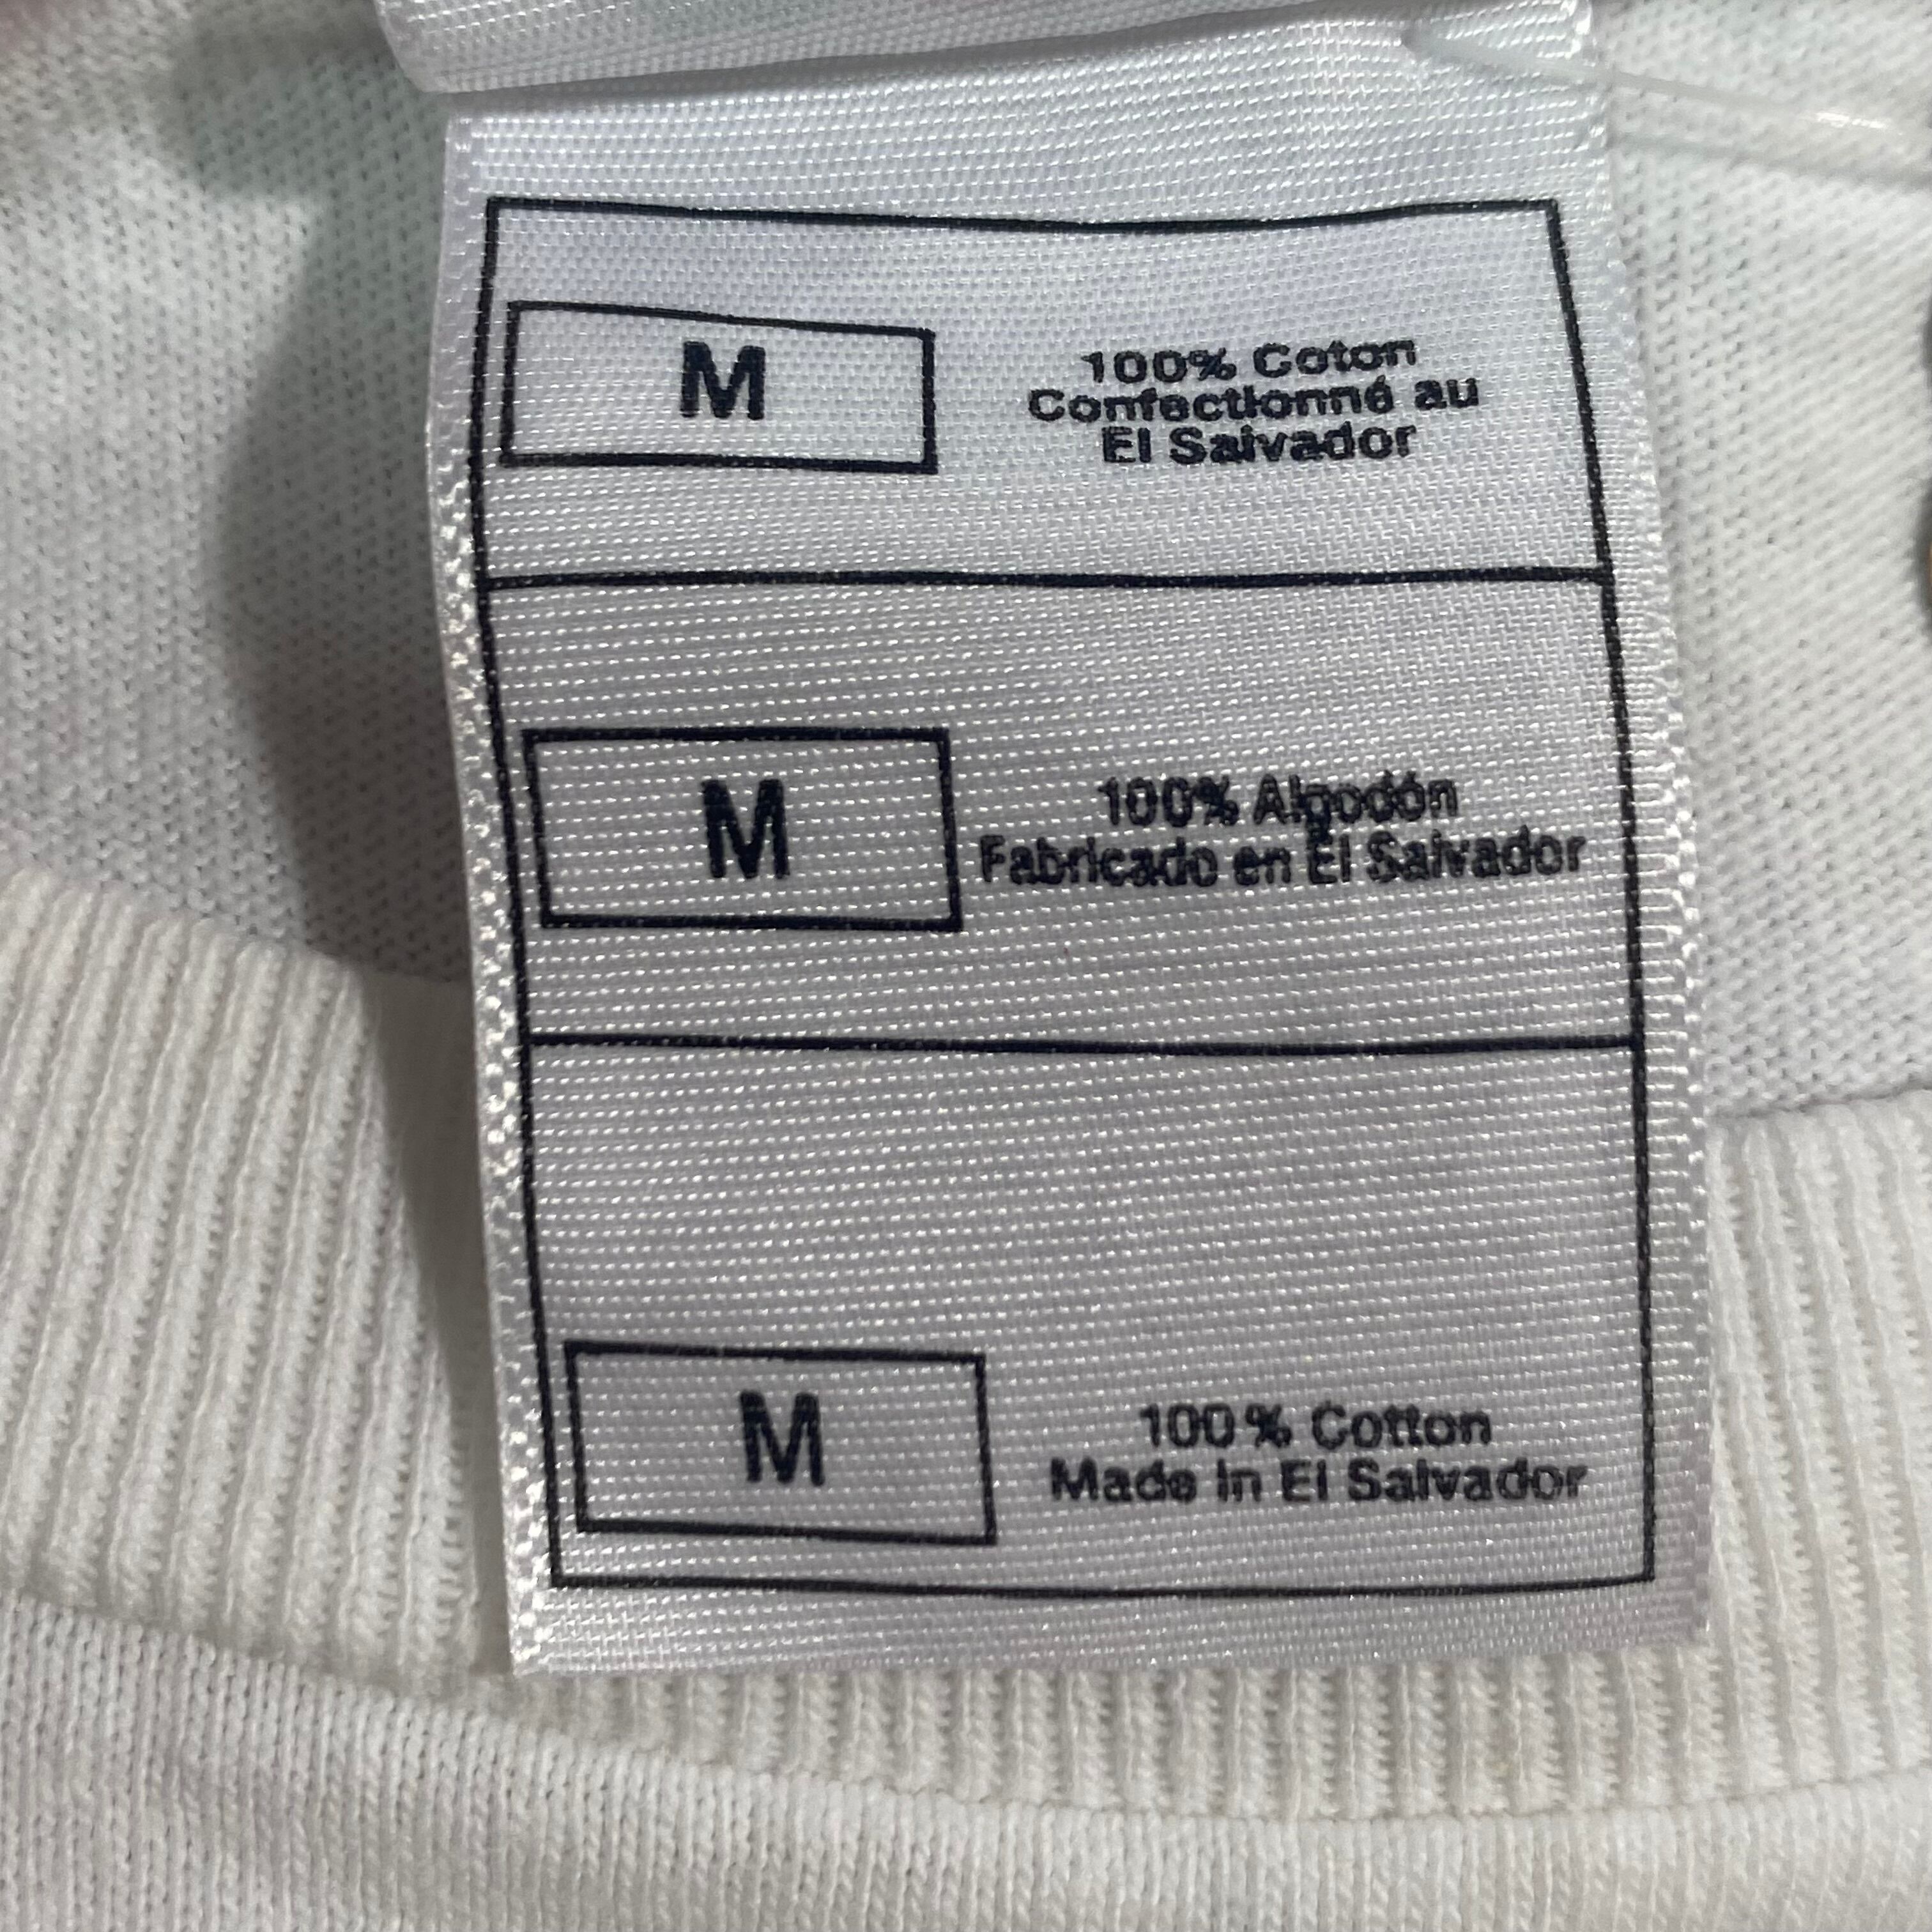 M
100% Coton
Confectionné au
El Salvador
M
100% Algodón
Fabricado en El Salvador
M
100% Cotton
Made in El Salvador